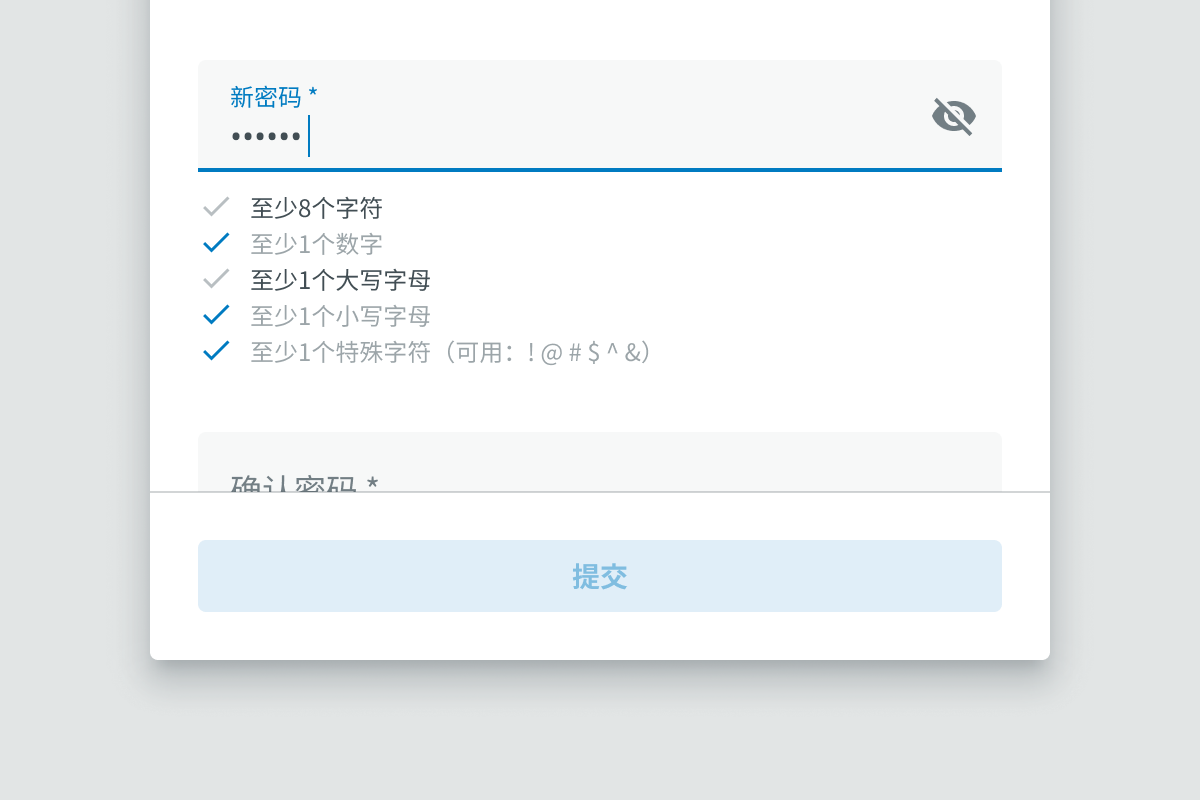 新密码 *
••••••
至少8个字符
至少1个数字
至少1个大写字母
至少1个小写字母
至少1个特殊字符（可用：! @ # $ ^ &）
确认密码 *
提交